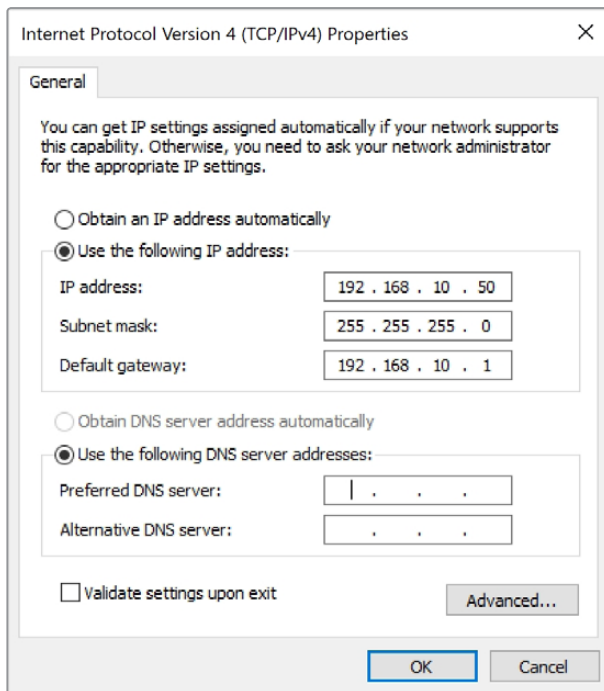 Internet Protocol Version 4 (TCP/IPv4) Properties
General
You can get IP settings assigned automatically if your network supports
this capability. Otherwise, you need to ask your network administrator
for the appropriate IP settings.
Obtain an IP address automatically
Use the following IP address:
IP address: 192 . 168 . 10 . 50
Subnet mask: 255 . 255 . 255 . 0
Default gateway: 192 . 168 . 10 . 1
Obtain DNS server address automatically
Use the following DNS server addresses:
Preferred DNS server: . . .
Alternative DNS server: . . .
Validate settings upon exit
Advanced...
OK Cancel